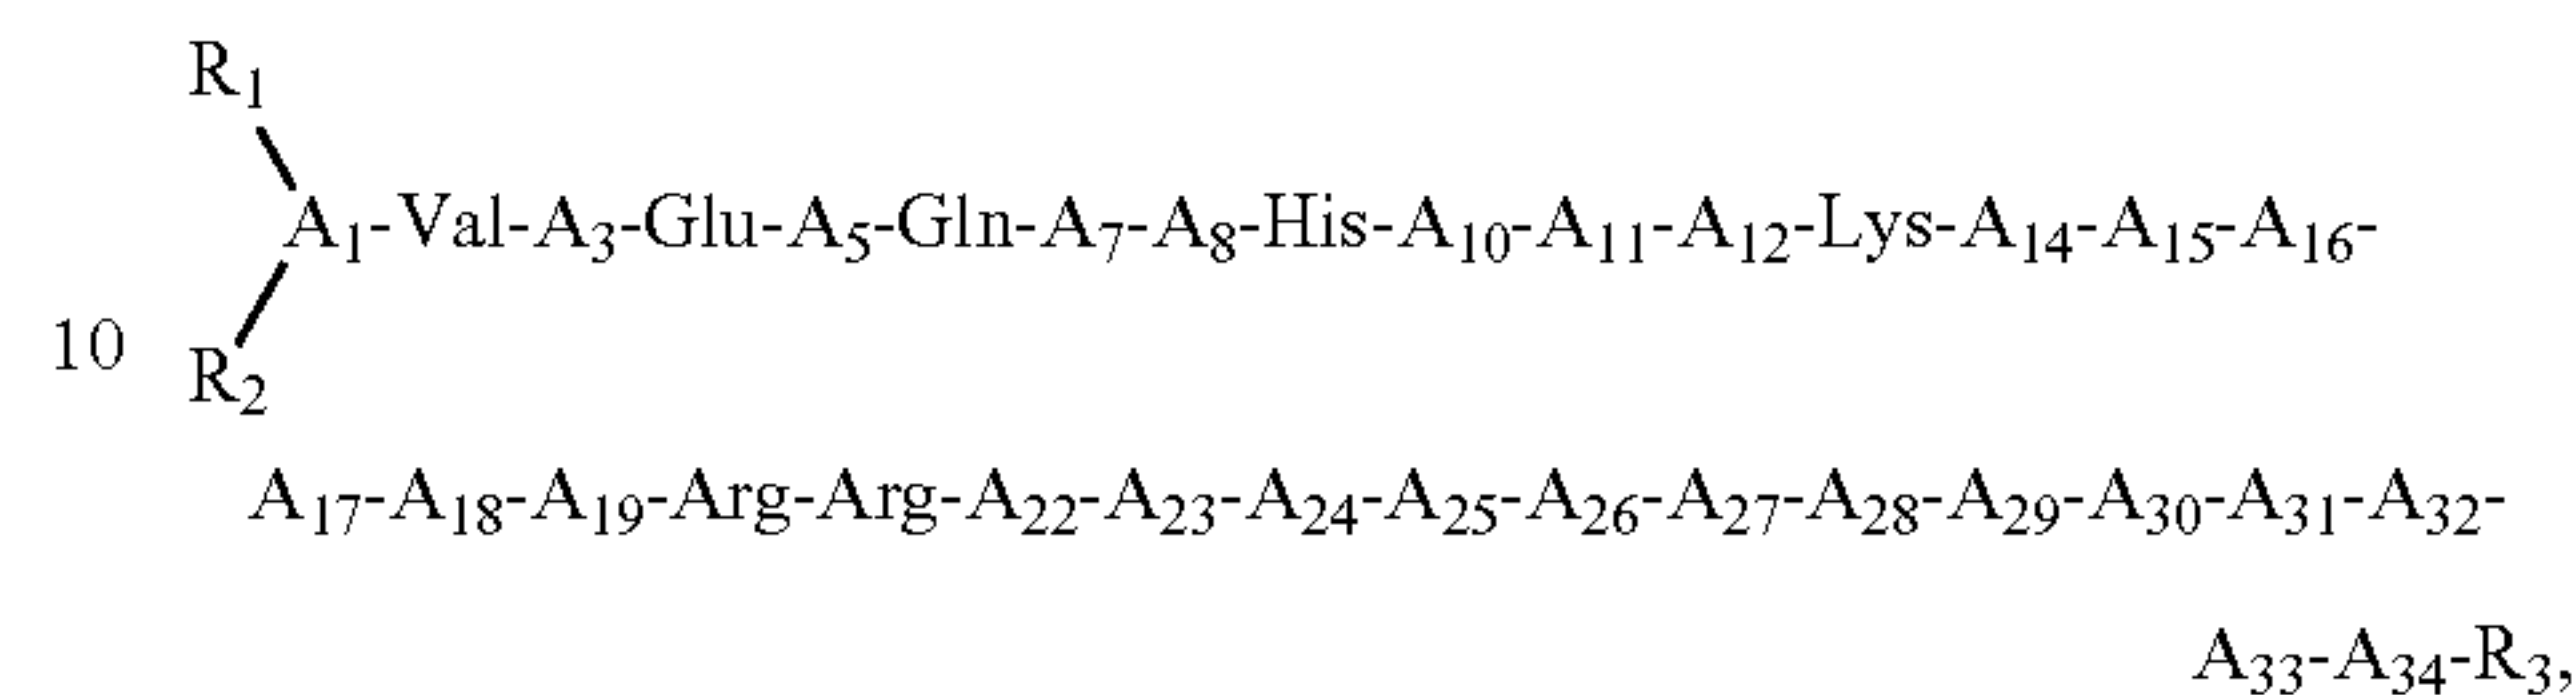 R₁
A₁-Val-A₃-Glu-A₅-Gln-A₇-A₈-His-A₁₀-A₁₁-A₁₂-Lys-A₁₄-A₁₅-A₁₆-
10
R₂
A₁₇-A₁₈-A₁₉-Arg-Arg-A₂₂-A₂₃-A₂₄-A₂₅-A₂₆-A₂₇-A₂₈-A₂₉-A₃₀-A₃₁-A₃₂-
A₃₃-A₃₄-R₃,